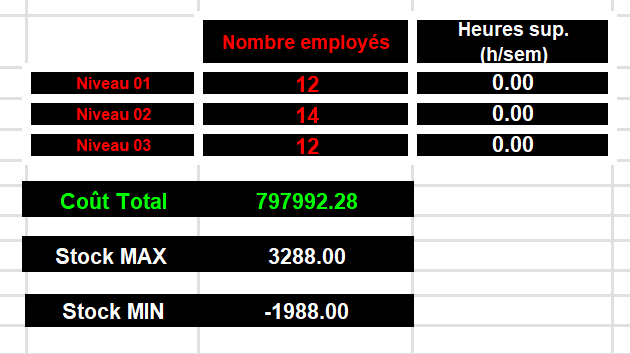 Nombre employés
Heures sup.
(h/sem)
Niveau 01 12 0.00
Niveau 02 14 0.00
Niveau 03 12 0.00
Coût Total 797992.28
Stock MAX 3288.00
Stock MIN -1988.00